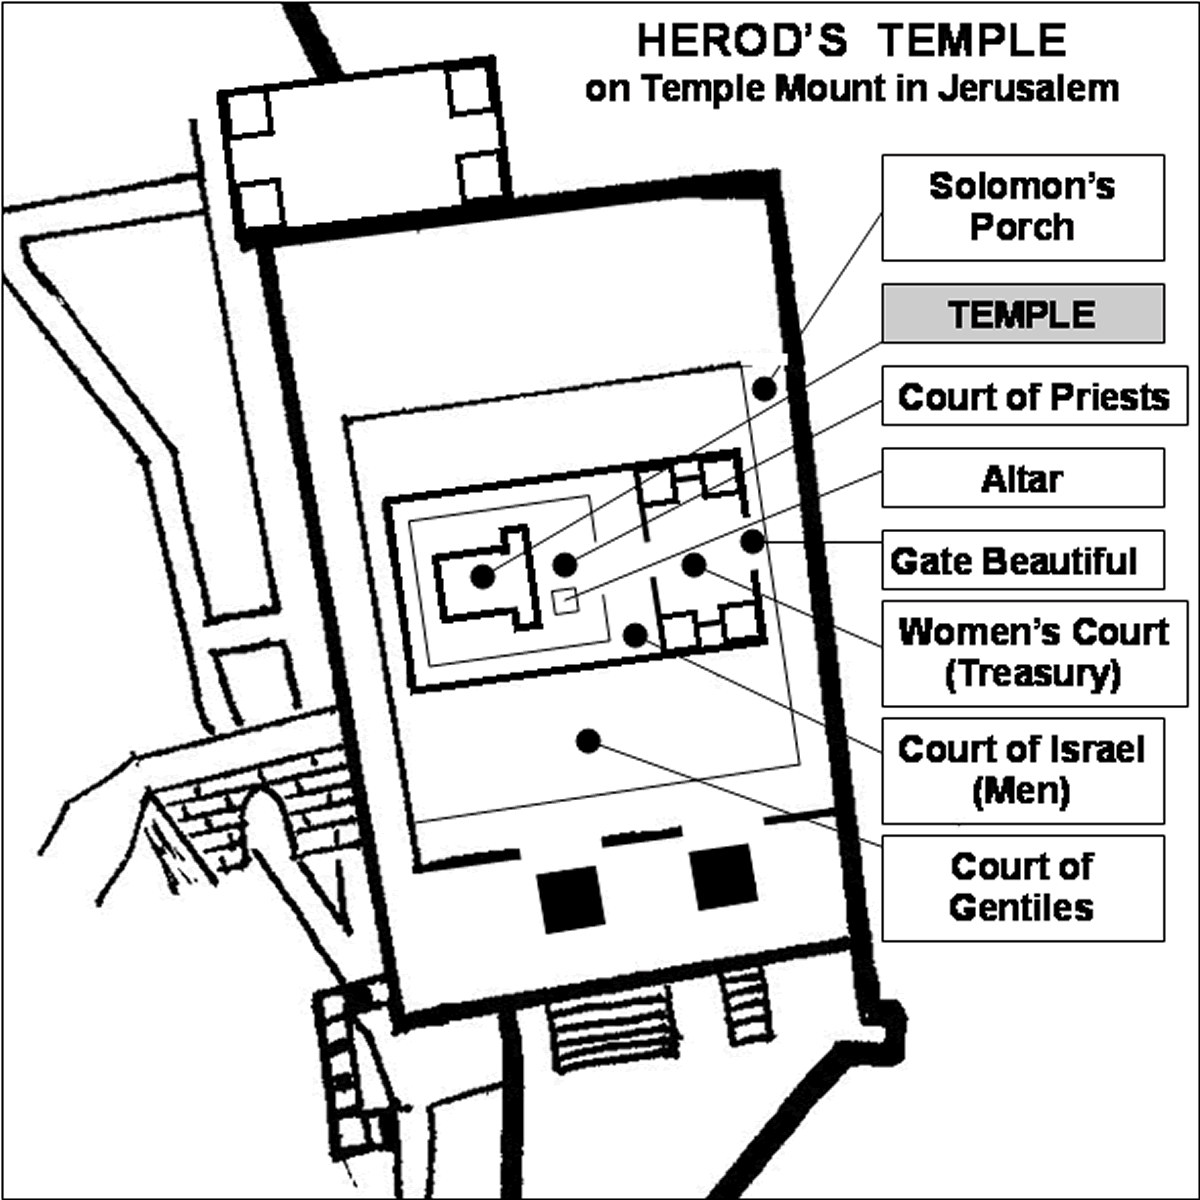 HEROD'S TEMPLE
on Temple Mount in Jerusalem
Solomon's
Porch
TEMPLE
Court of Priests
Altar
Gate Beautiful
Women's Court
(Treasury)
Court of Israel
(Men)
Court of
Gentiles